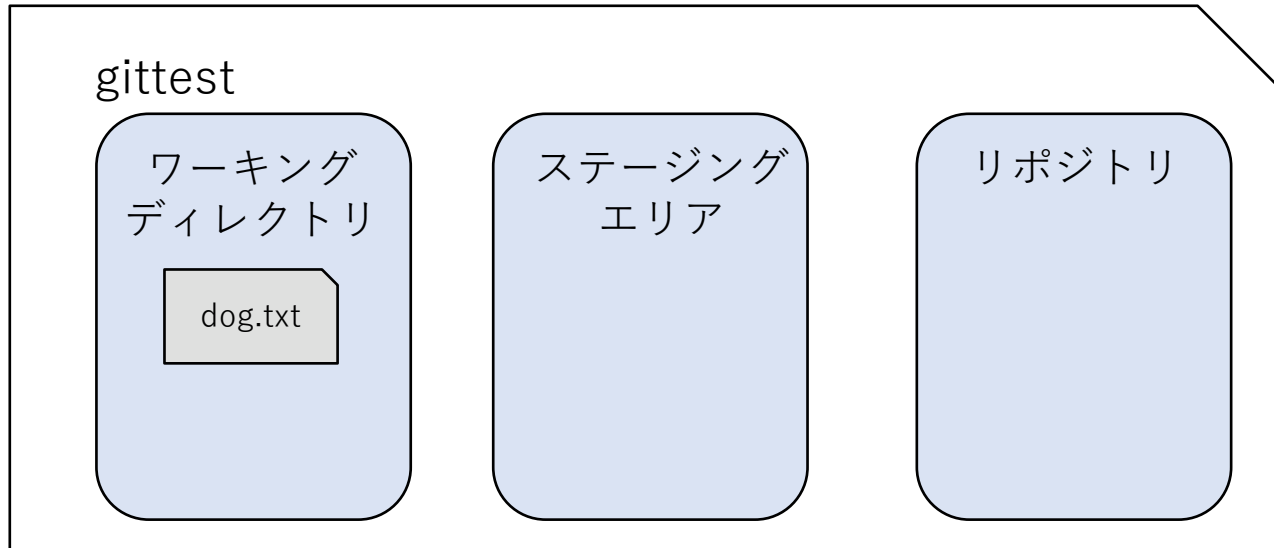 gittest
ワーキング
ディレクトリ
dog.txt
ステージング
エリア
リポジトリ